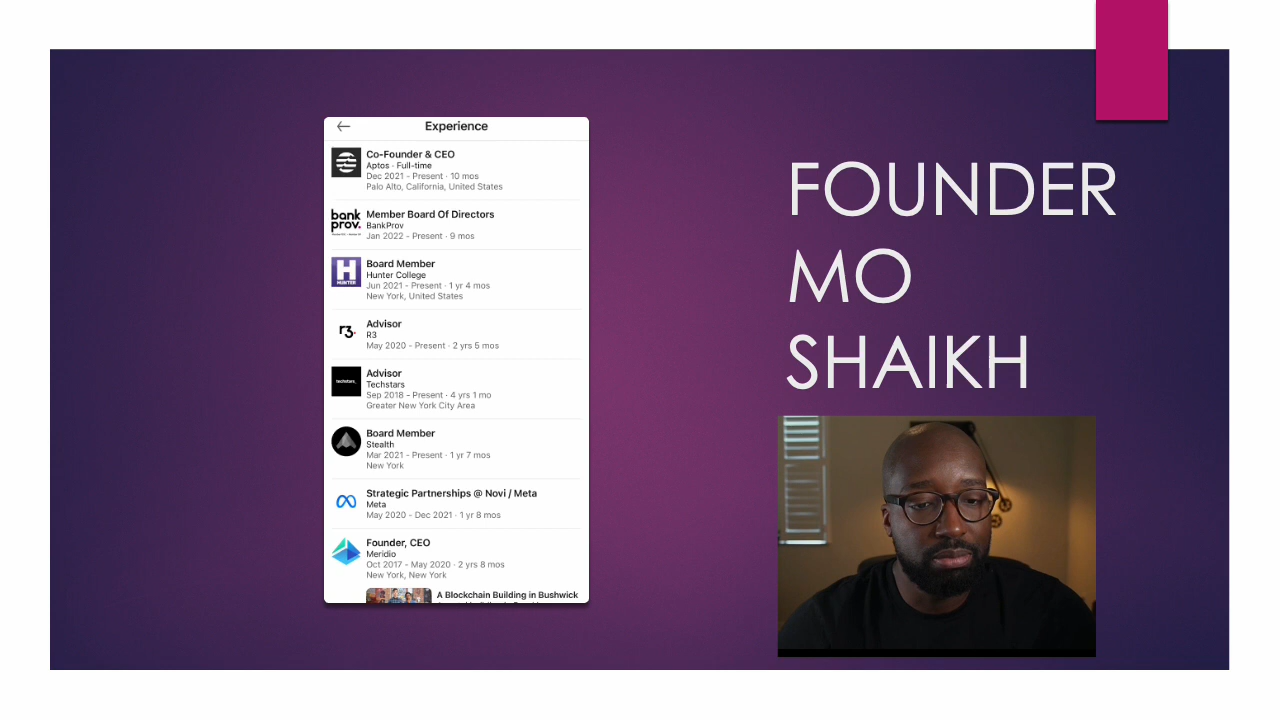 Experience
Co-Founder & CEO
Aptos · Full-time
Dec 2021 - Present · 10 mos
Palo Alto, California, United States
bank
prov.
Member Board Of Directors
BankProv
Jan 2022 - Present · 9 mos
H
HUNTER
Board Member
Hunter College
Jun 2021 - Present · 1 yr 4 mos
New York, United States
r3.
Advisor
R3
May 2020 - Present · 2 yrs 5 mos
techstars_
Advisor
Techstars
Sep 2018 - Present · 4 yrs 1 mo
Greater New York City Area
Board Member
Stealth
Mar 2021 - Present · 1 yr 7 mos
New York
Strategic Partnerships @ Novi / Meta
Meta
May 2020 - Dec 2021 · 1 yr 8 mos
Founder, CEO
Meridio
Oct 2017 - May 2020 · 2 yrs 8 mos
New York, New York
A Blockchain Building in Bushwick
FOUNDER
MO
SHAIKH